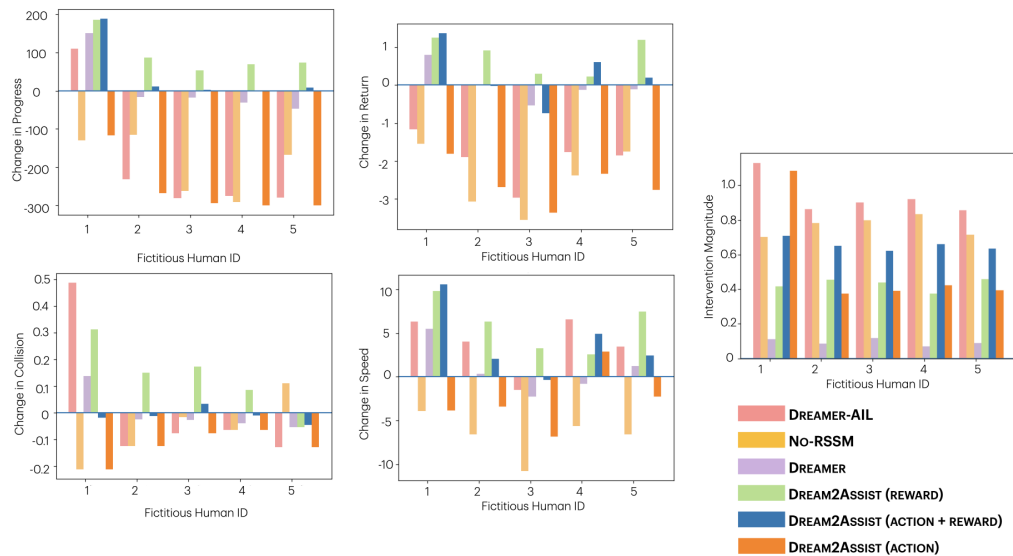 200
100
0
-100
-200
-300
Change in Progress
1 2 3 4 5
Fictitious Human ID
1
0
-1
-2
-3
Change in Return
1 2 3 4 5
Fictitious Human ID
0.5
0.4
0.3
0.2
0.1
0
-0.1
-0.2
Change in Collision
1 2 3 4 5
Fictitious Human ID
10
5
0
-5
-10
Change in Speed
1 2 3 4 5
Fictitious Human ID
1.0
0.8
0.6
0.4
0.2
0
Intervention Magnitude
1 2 3 4 5
Fictitious Human ID
DREAMER-AIL
NO-RSSM
DREAMER
DREAM2ASSIST (REWARD)
DREAM2ASSIST (ACTION + REWARD)
DREAM2ASSIST (ACTION)